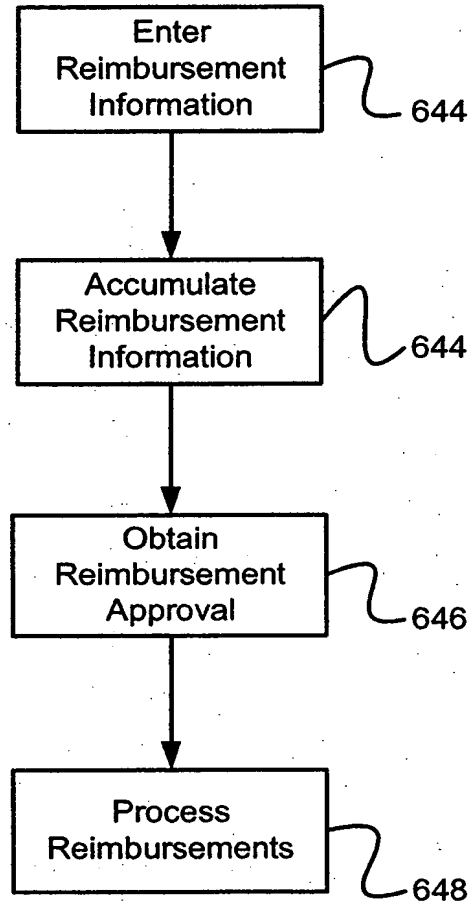 Enter
Reimbursement
Information
644
Accumulate
Reimbursement
Information
644
Obtain
Reimbursement
Approval
646
Process
Reimbursements
648